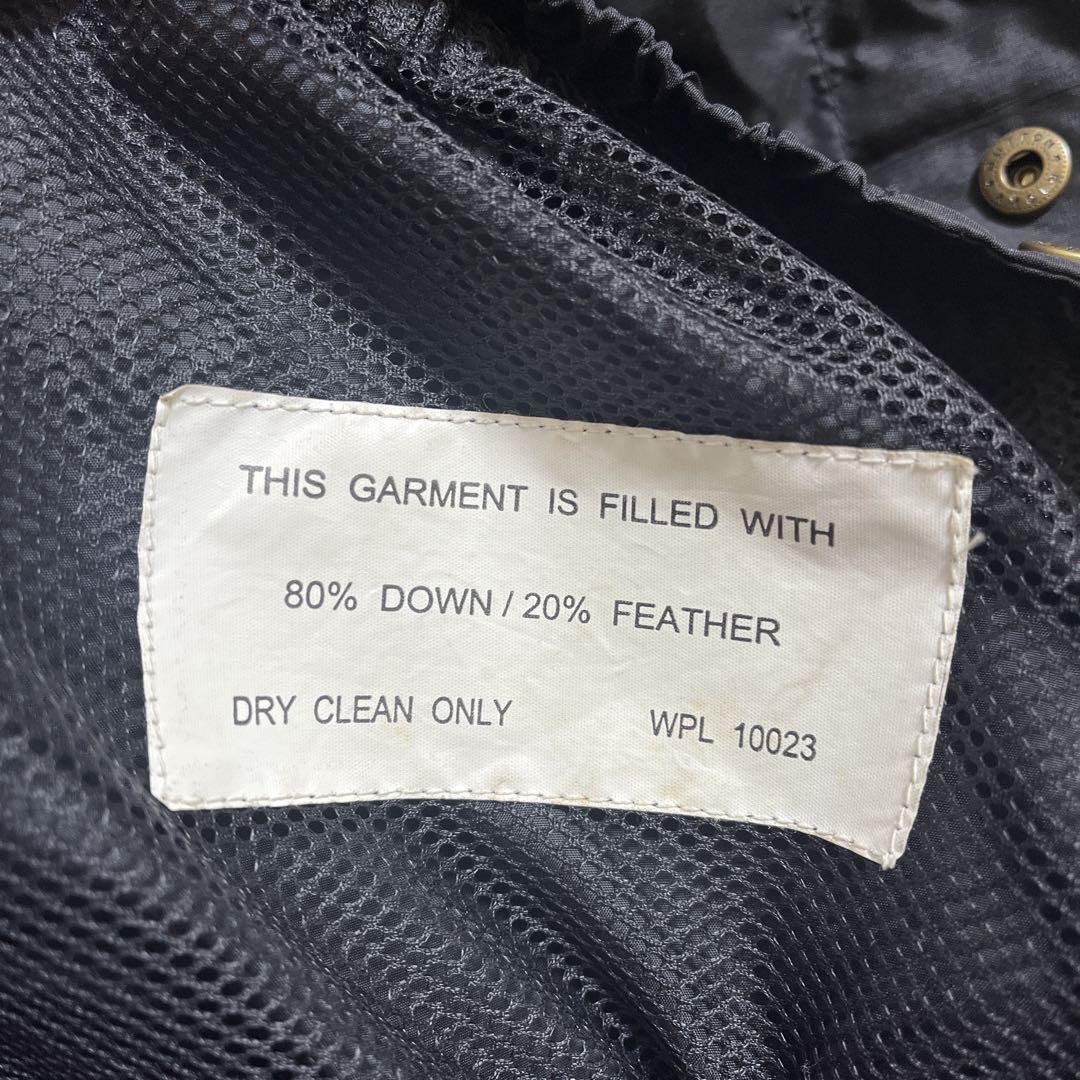 THIS GARMENT IS FILLED WITH
80% DOWN / 20% FEATHER
DRY CLEAN ONLY WPL 10023